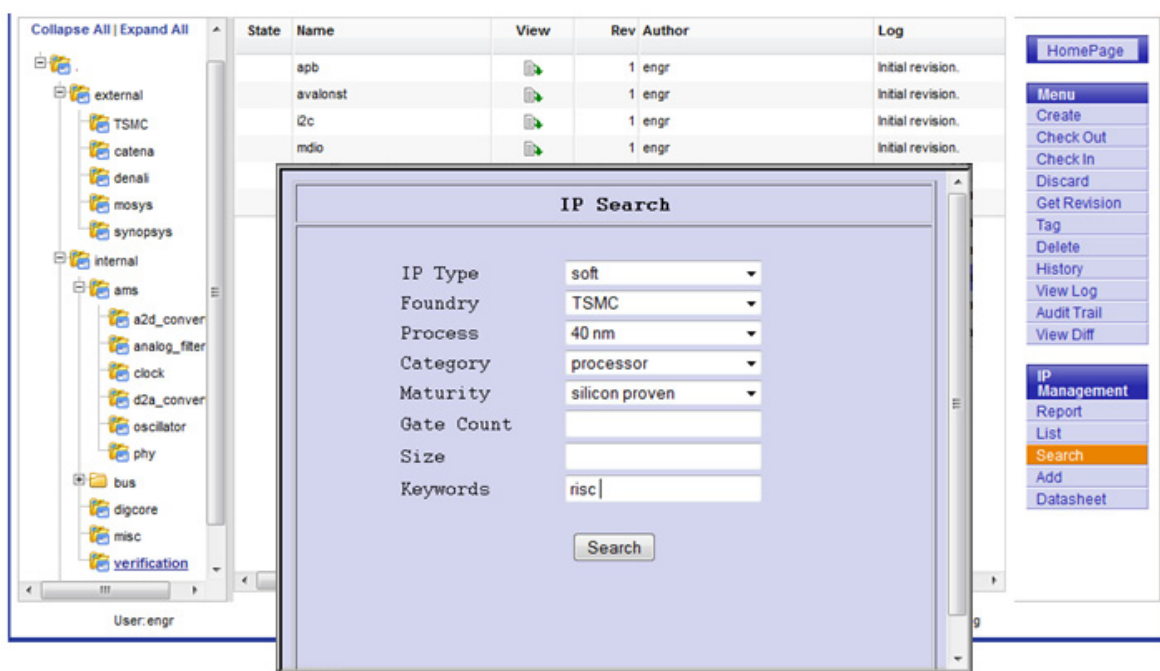 Collapse All | Expand All
.
external
TSMC
catena
denali
mosys
synopsys
internal
ams
a2d_conver
analog_filter
clock
d2a_conver
oscillator
phy
bus
digcore
misc
verification
User: engr
State Name View Rev Author Log
apb 1 engr Initial revision.
avalonst 1 engr Initial revision.
i2c 1 engr Initial revision.
mdio 1 engr Initial revision.
IP Search
IP Type soft
Foundry TSMC
Process 40 nm
Category processor
Maturity silicon proven
Gate Count
Size
Keywords risc
Search
HomePage
Menu
Create
Check Out
Check In
Discard
Get Revision
Tag
Delete
History
View Log
Audit Trail
View Diff
IP
Management
Report
List
Search
Add
Datasheet